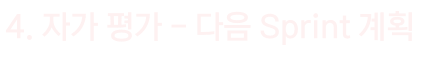 4. 자가 평가 - 다음 Sprint 계획